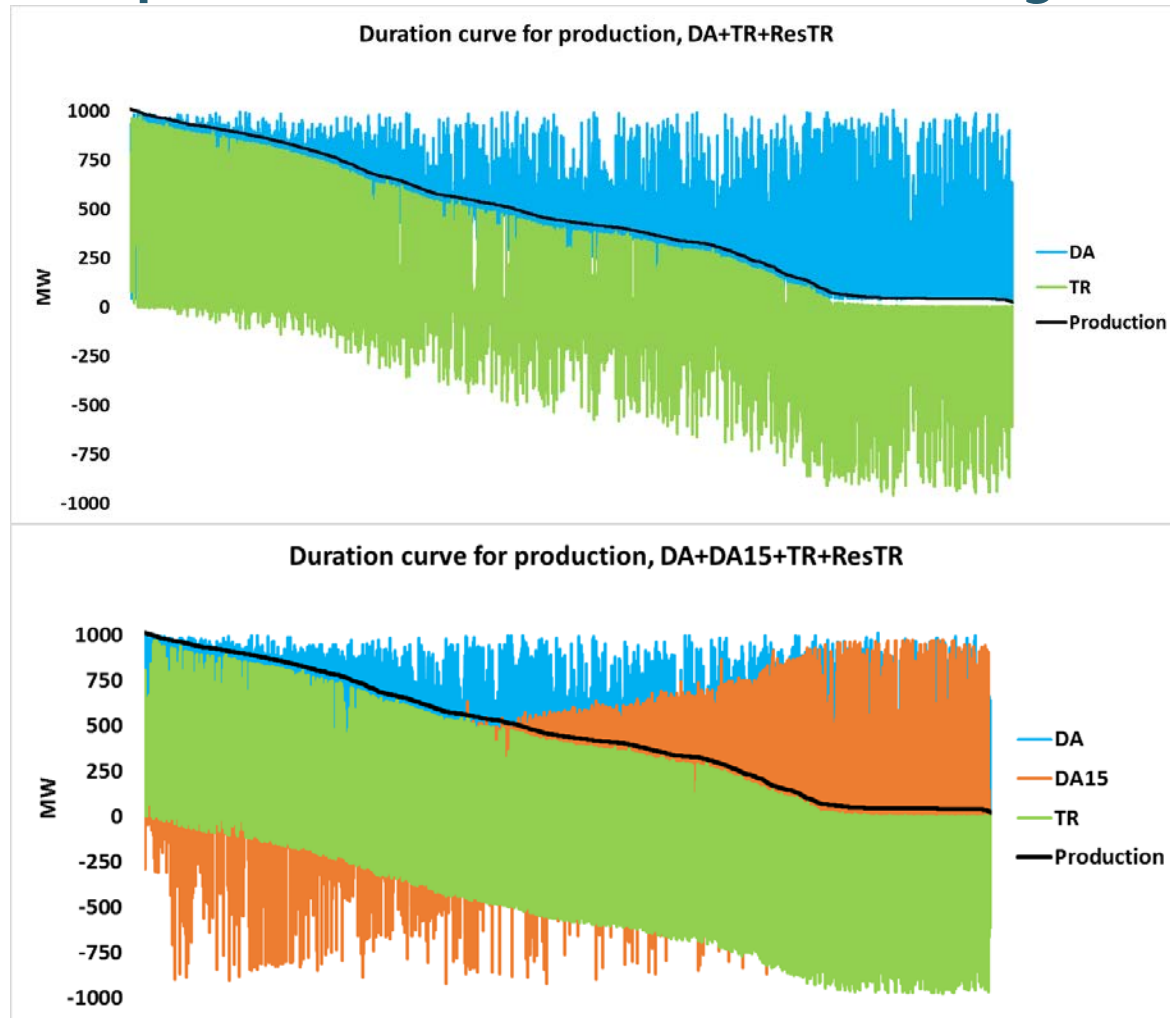 Duration curve for production, DA+TR+ResTR
1000
750
500
250
0
-250
-500
-750
-1000
MW
DA
TR
Production
Duration curve for production, DA+DA15+TR+ResTR
1000
750
500
250
0
-250
-500
-750
-1000
MW
DA
DA15
TR
Production